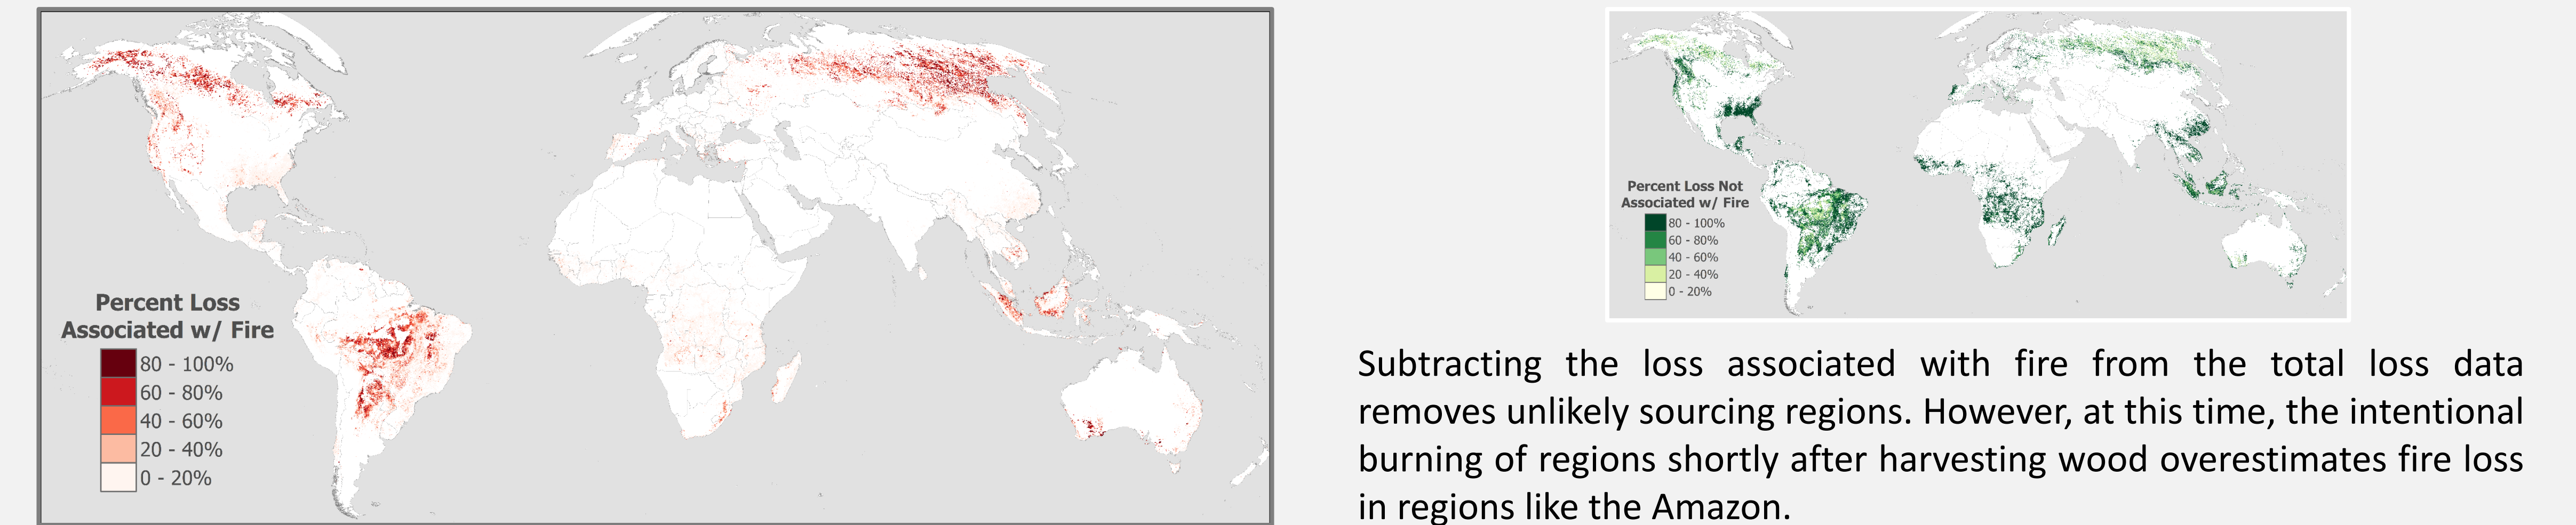 Percent Loss
Associated w/ Fire
80 - 100%
60 - 80%
40 - 60%
20 - 40%
0 - 20%
Percent Loss Not
Associated w/ Fire
80 - 100%
60 - 80%
40 - 60%
20 - 40%
0 - 20%
Subtracting the loss associated with fire from the total loss data
removes unlikely sourcing regions. However, at this time, the intentional
burning of regions shortly after harvesting wood overestimates fire loss
in regions like the Amazon.